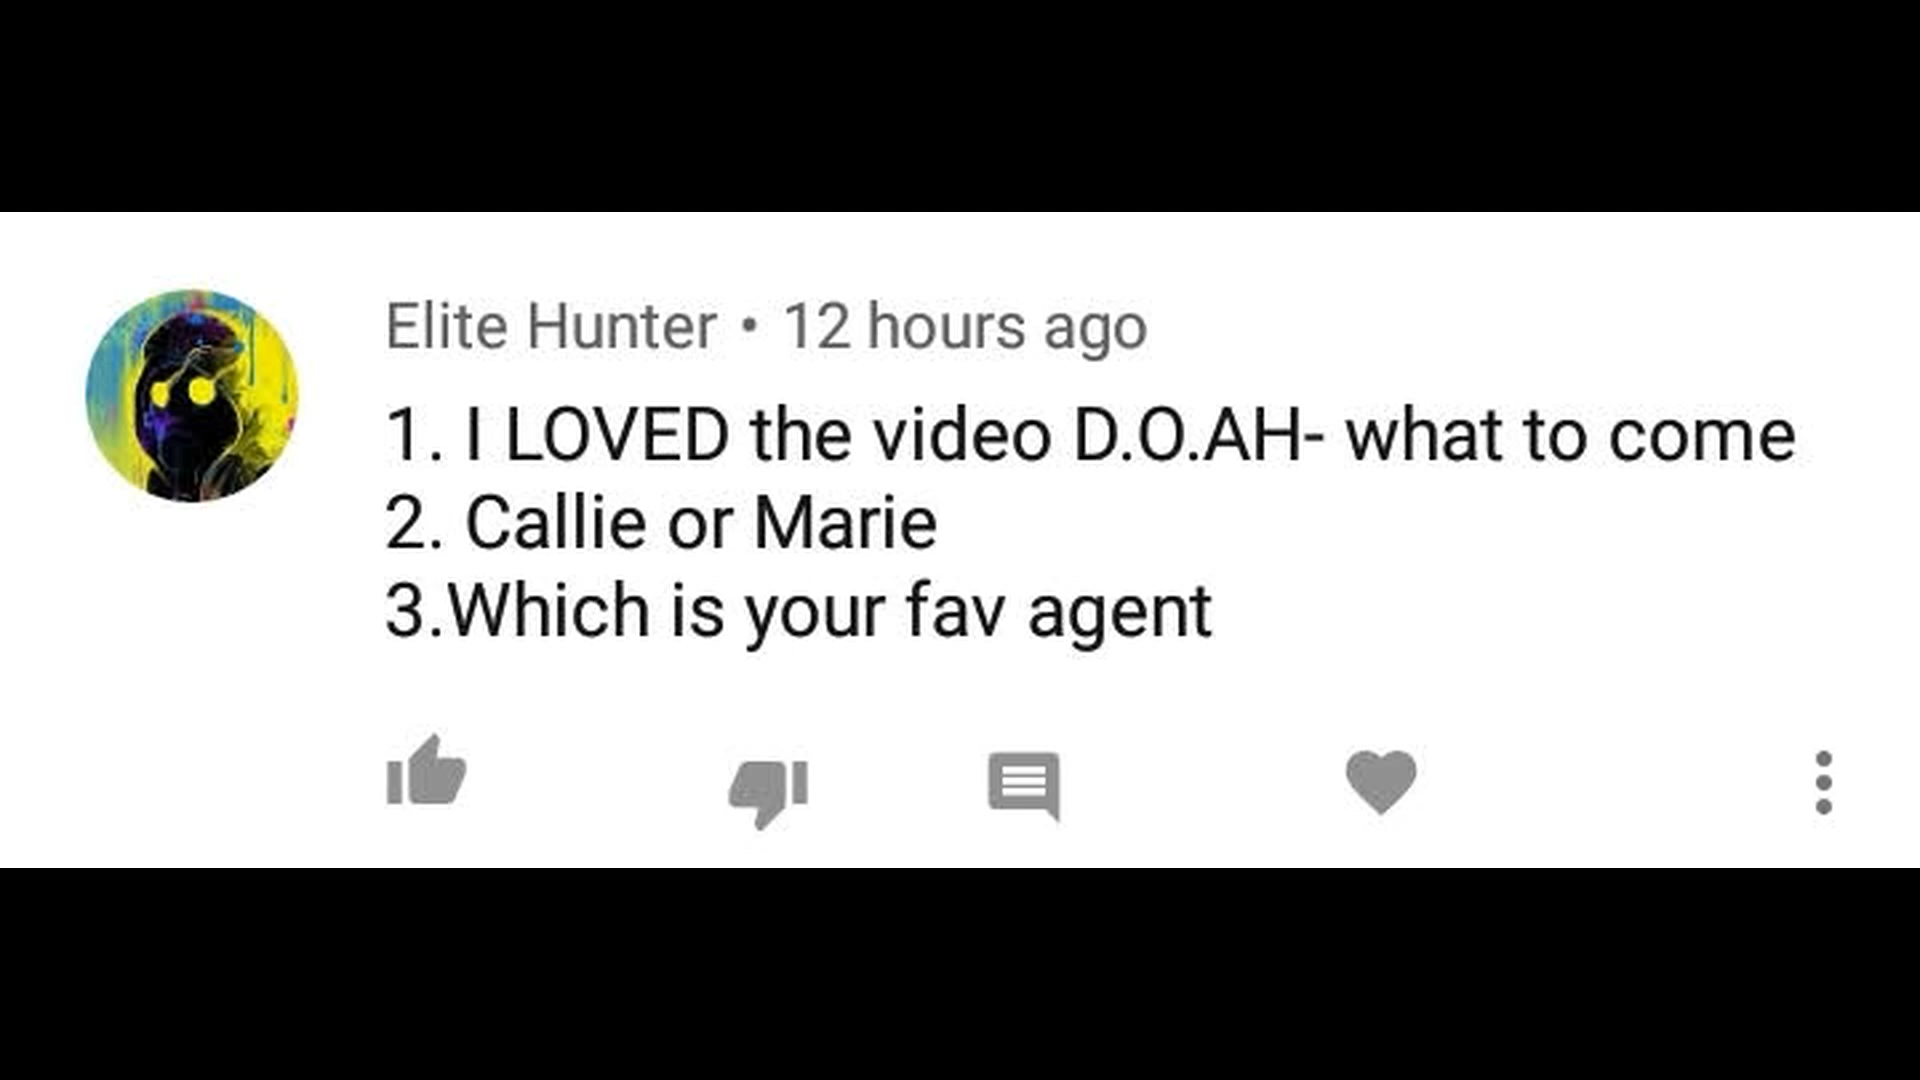 Elite Hunter • 12 hours ago
1. I LOVED the video D.O.AH- what to come
2. Callie or Marie
3.Which is your fav agent